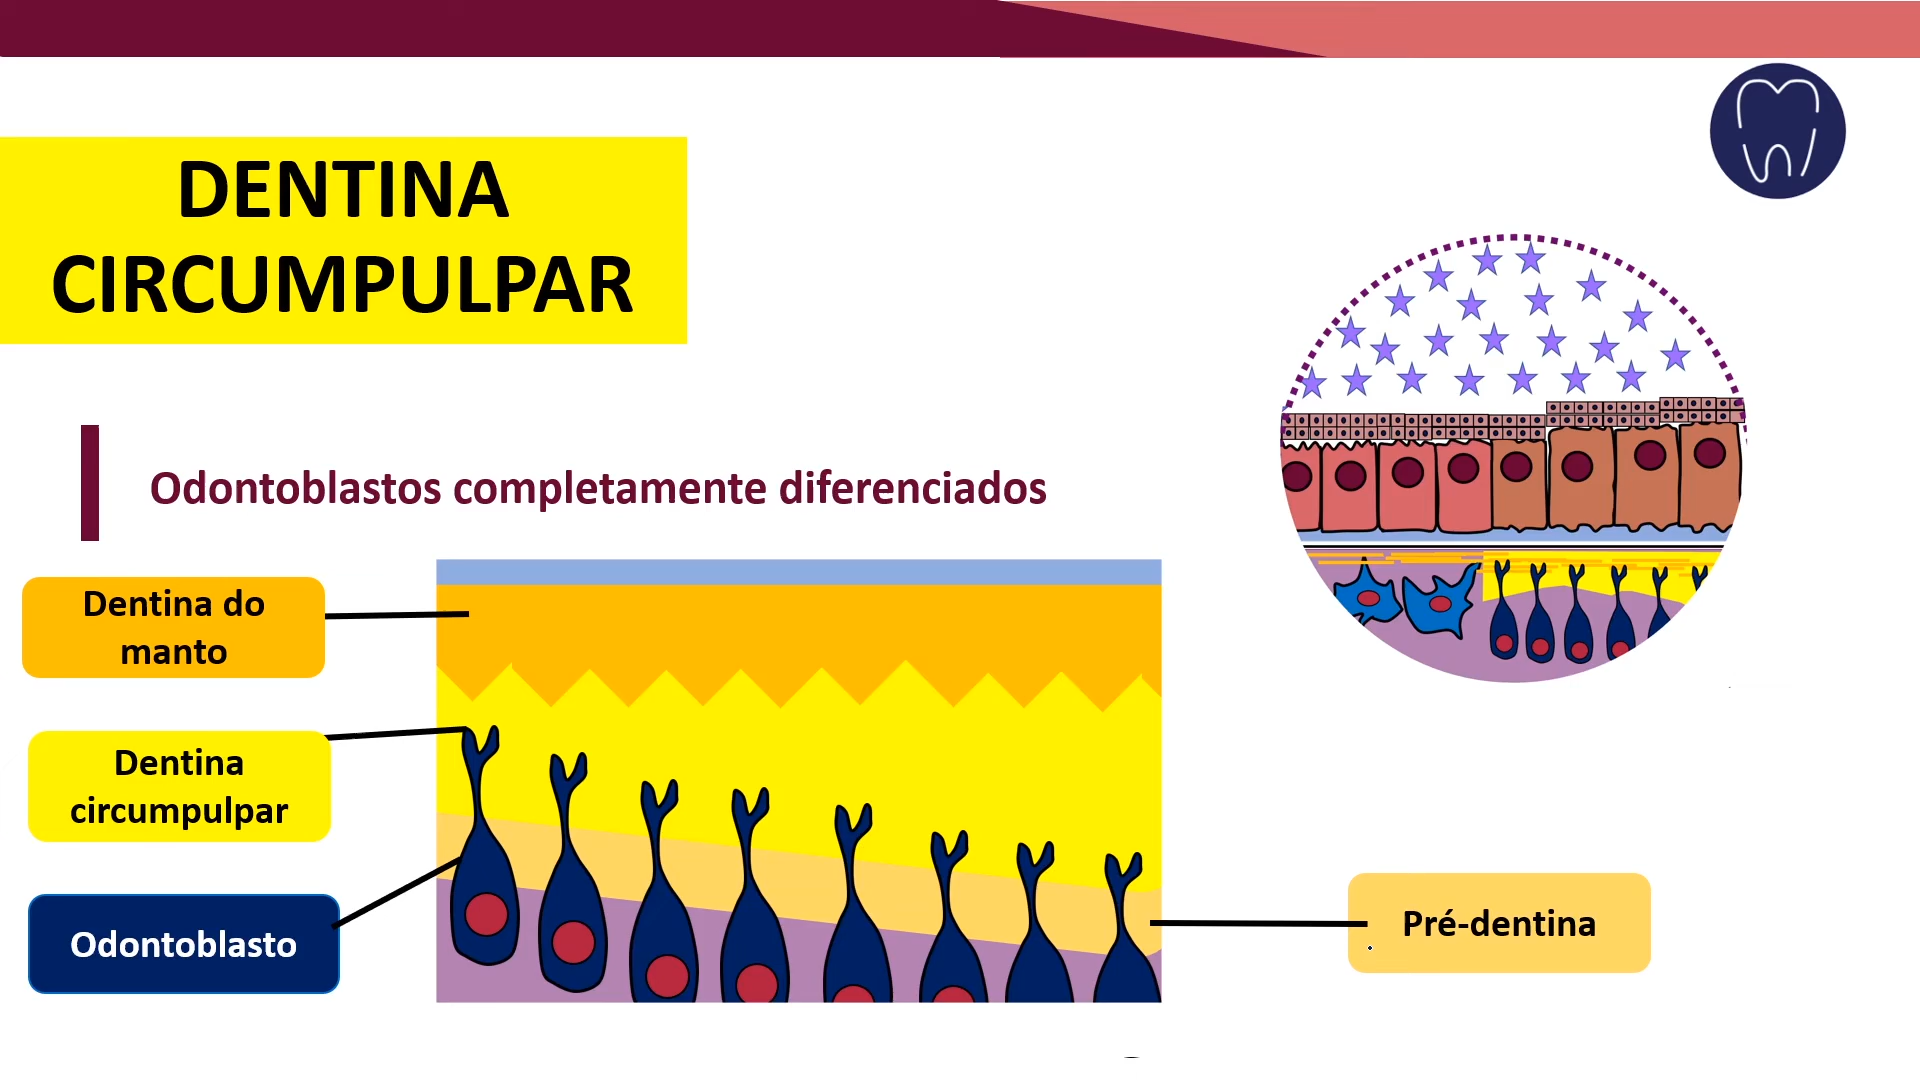 DENTINA
CIRCUMPULPAR
Odontoblastos completamente diferenciados
Dentina do
manto
Dentina
circumpulpar
Odontoblasto
Pré-dentina